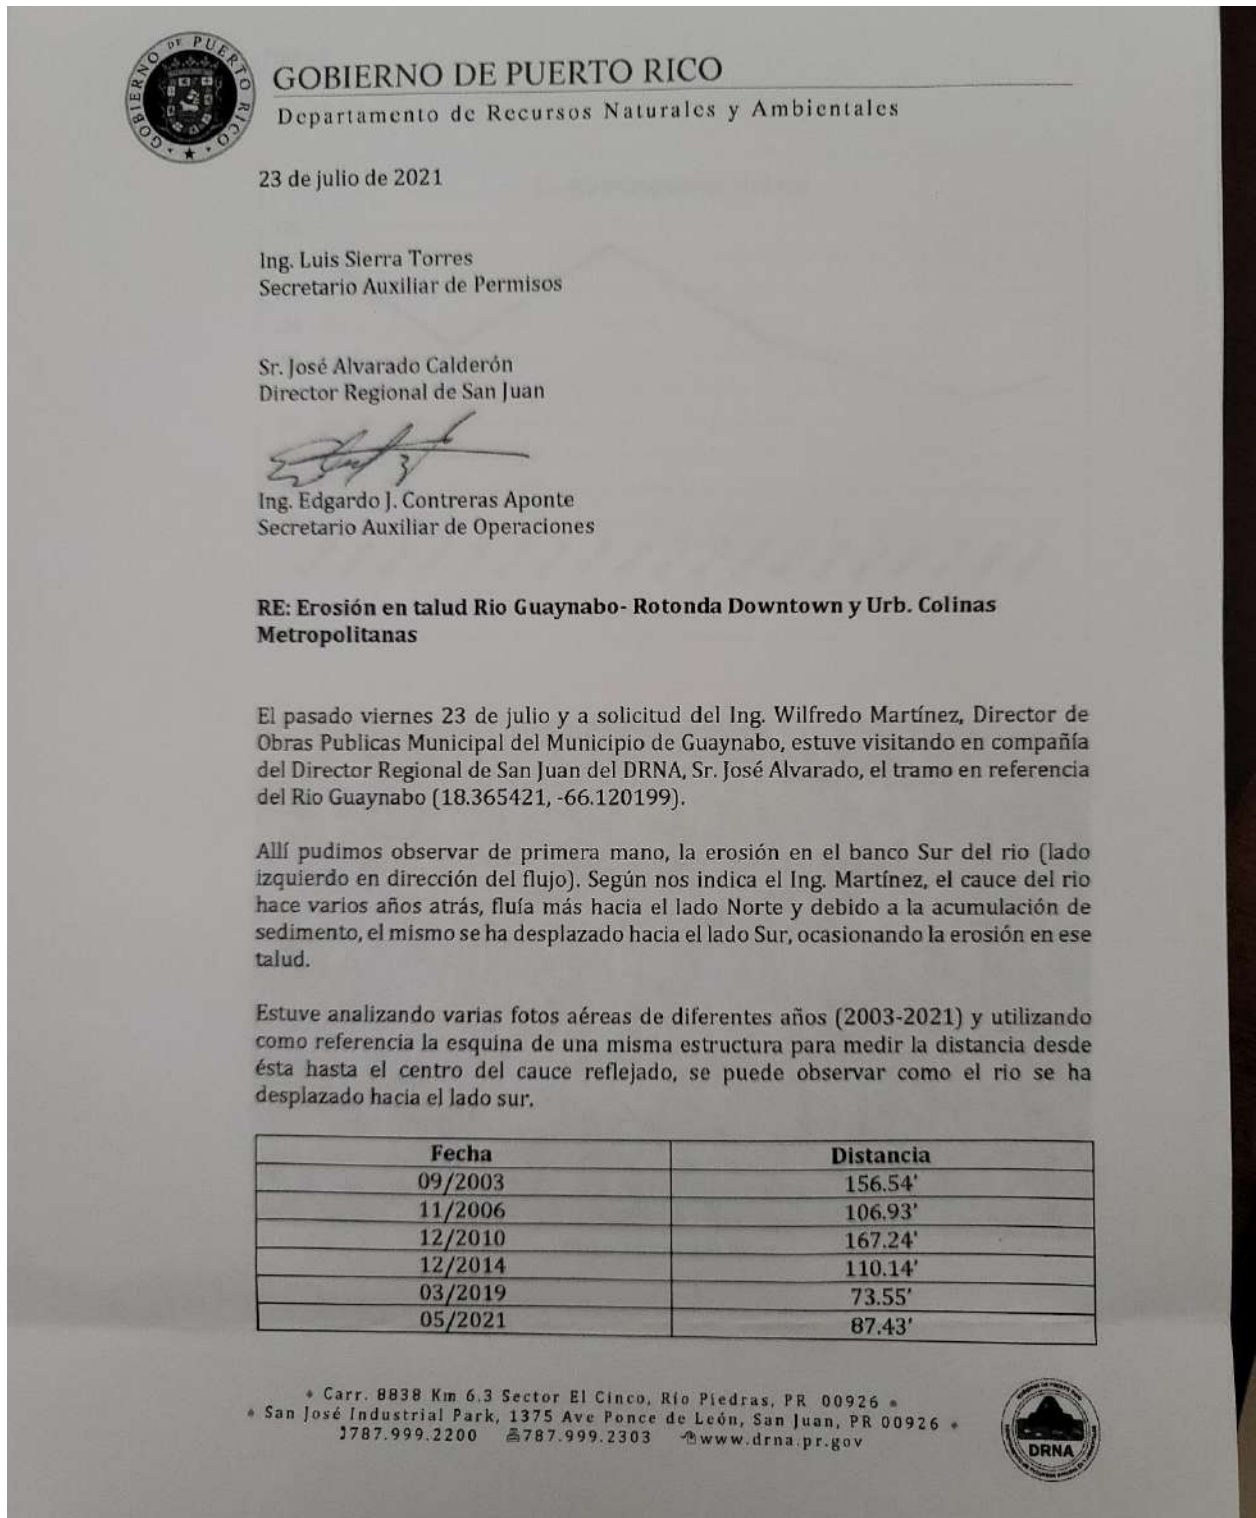 GOBIERNO DE PUERTO RICO
GOBIERNO DE PUERTO RICO
Departamento de Recursos Naturales y Ambientales
23 de julio de 2021
Ing. Luis Sierra Torres
Secretario Auxiliar de Permisos
Sr. José Alvarado Calderón
Director Regional de San Juan
Ing. Edgardo J. Contreras Aponte
Secretario Auxiliar de Operaciones
RE: Erosión en talud Rio Guaynabo- Rotonda Downtown y Urb. Colinas
Metropolitanas
El pasado viernes 23 de julio y a solicitud del Ing. Wilfredo Martínez, Director de
Obras Publicas Municipal del Municipio de Guaynabo, estuve visitando en compañía
del Director Regional de San Juan del DRNA, Sr. José Alvarado, el tramo en referencia
del Rio Guaynabo (18.365421, -66.120199).
Allí pudimos observar de primera mano, la erosión en el banco Sur del rio (lado
izquierdo en dirección del flujo). Según nos indica el Ing. Martínez, el cauce del rio
hace varios años atrás, fluía más hacia el lado Norte y debido a la acumulación de
sedimento, el mismo se ha desplazado hacia el lado Sur, ocasionando la erosión en ese
talud.
Estuve analizando varias fotos aéreas de diferentes años (2003-2021) y utilizando
como referencia la esquina de una misma estructura para medir la distancia desde
ésta hasta el centro del cauce reflejado, se puede observar como el rio se ha
desplazado hacia el lado sur.
Fecha Distancia
09/2003 156.54'
11/2006 106.93'
12/2010 167.24'
12/2014 110.14'
03/2019 73.55'
05/2021 87.43'
Carr. 8838 Km 6.3 Sector El Cinco, Río Piedras, PR 00926
San José Industrial Park, 1375 Ave Ponce de León, San Juan, PR 00926
787.999.2200 787.999.2303 www.drna.pr.gov
DRNA